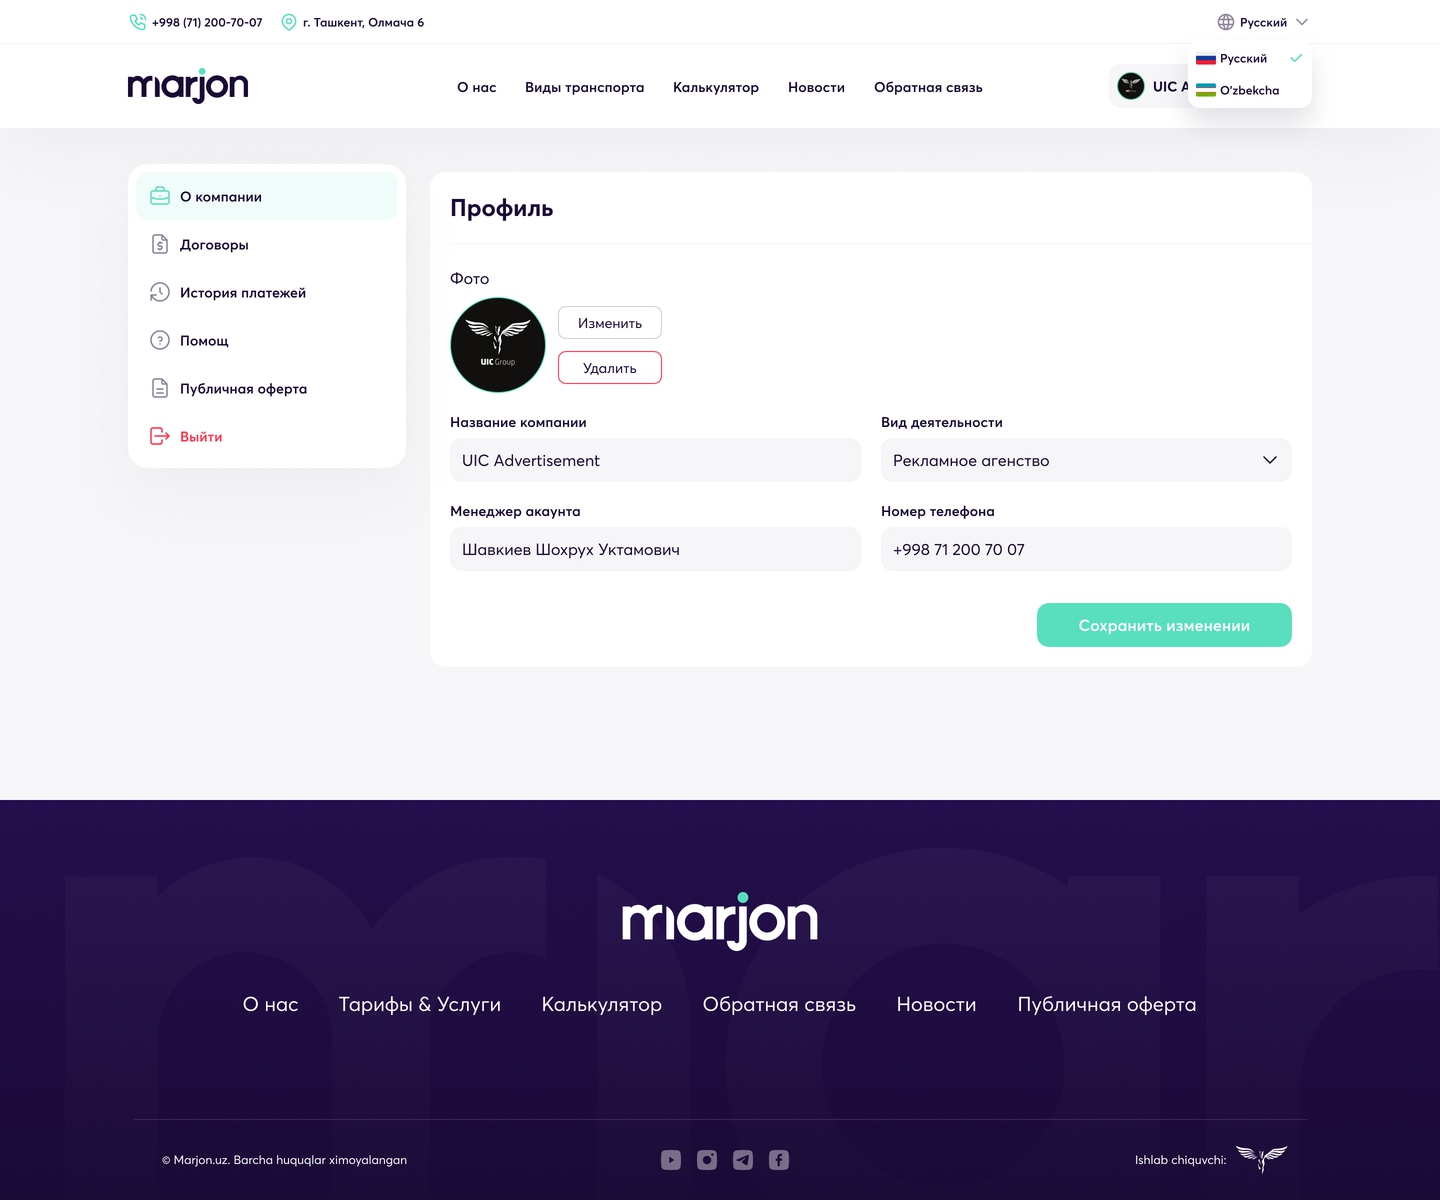 +998 (71) 200-70-07
г. Ташкент, Олмача 6
Русский
Русский
O'zbekcha
marjon
О нас
Виды транспорта
Калькулятор
Новости
Обратная связь
UIC A
О компании
Договоры
История платежей
Помощ
Публичная оферта
Выйти
Профиль
Фото
UIC Group
Изменить
Удалить
Название компании
UIC Advertisement
Вид деятельности
Рекламное агенство
Менеджер акаунта
Шавкиев Шохрух Уктамович
Номер телефона
+998 71 200 70 07
Сохранить изменении
marjon
О нас
Тарифы & Услуги
Калькулятор
Обратная связь
Новости
Публичная оферта
© Marjon.uz. Barcha huquqlar ximoyalangan
Ishlab chiquvchi: